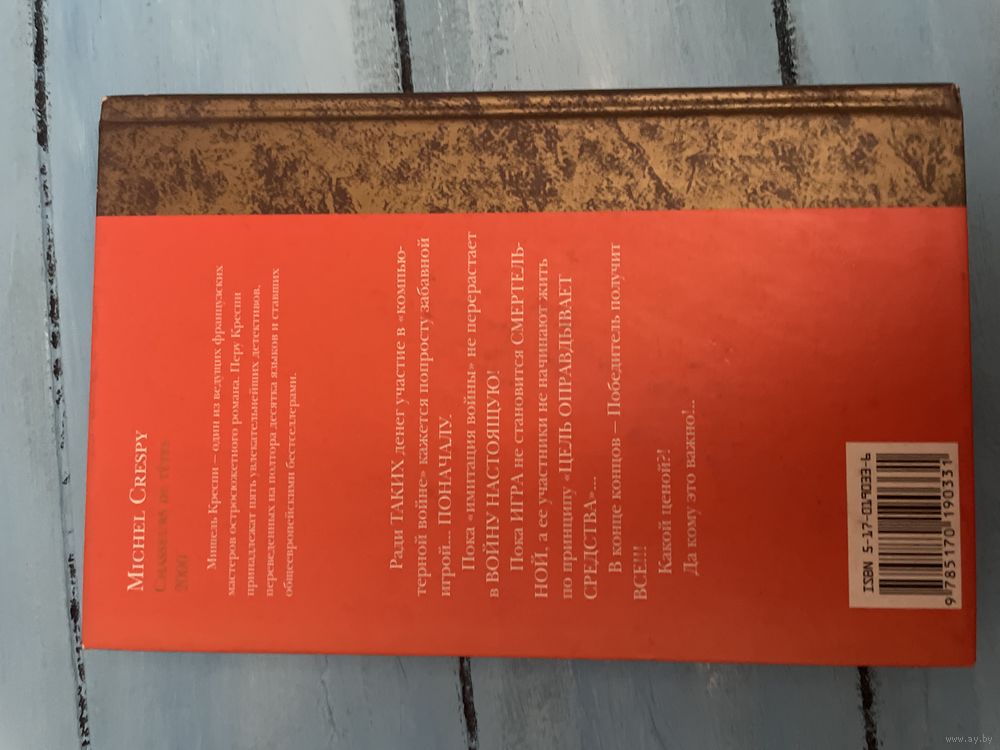 MICHEL CRESPY
CHASSEURS DE TÊTES
2000
Мишель Креспи – один из ведущих французских
мастеров остросюжетного романа. Перу Креспи
принадлежат пять увлекательнейших детективов,
переведенных на полтора десятка языков и ставших
общеевропейскими бестселлерами.
Ради ТАКИХ денег участие в «компью-
терной войне» кажется попросту забавной
игрой... ПОНАЧАЛУ.
Пока «имитация войны» не перерастает
в ВОЙНУ НАСТОЯЩУЮ!
Пока ИГРА не становится СМЕРТЕЛЬ-
НОЙ, а ее участники не начинают жить
по принципу «ЦЕЛЬ ОПРАВДЫВАЕТ
СРЕДСТВА»...
В конце концов – Победитель получит
ВСЕ!!!
Какой ценой?!
Да кому это важно!..
ISBN 5-17-019033-6
9 785170 190331
www.ay.by